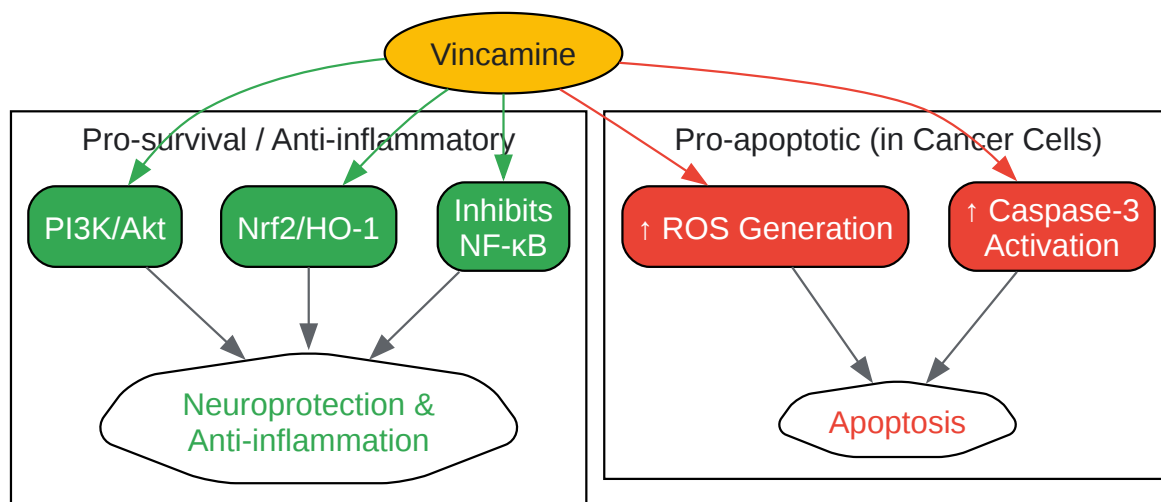 Vincamine
Pro-survival / Anti-inflammatory
Pro-apoptotic (in Cancer Cells)
PI3K/Akt
Nrf2/HO-1
Inhibits
NF-κB
↑ ROS Generation
↑ Caspase-3
Activation
Neuroprotection &
Anti-inflammation
Apoptosis